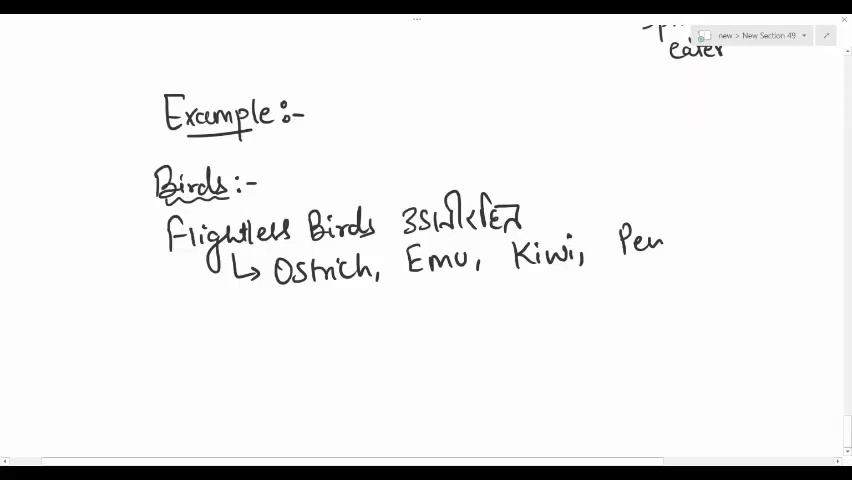 new > New Section 49
eater
Example:-
Birds:-
Flightless Birds
↳ Ostrich, Emu, Kiwi, Pen